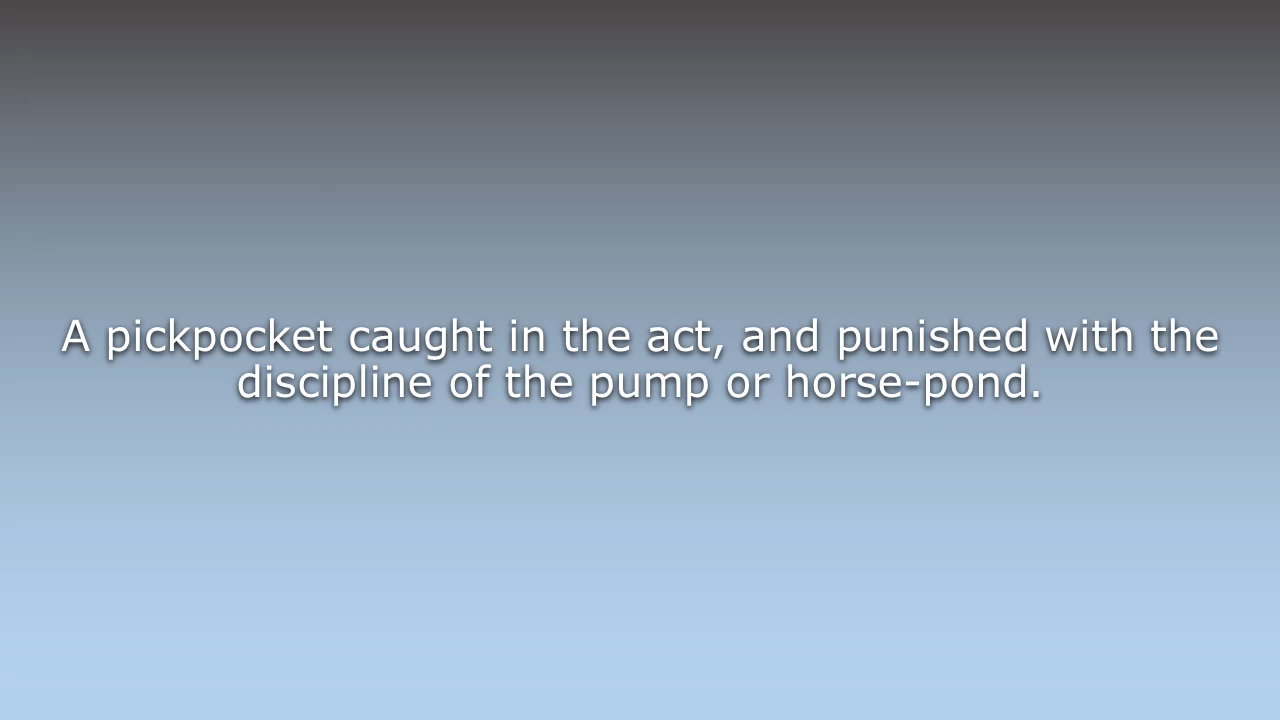 A pickpocket caught in the act, and punished with the
discipline of the pump or horse-pond.